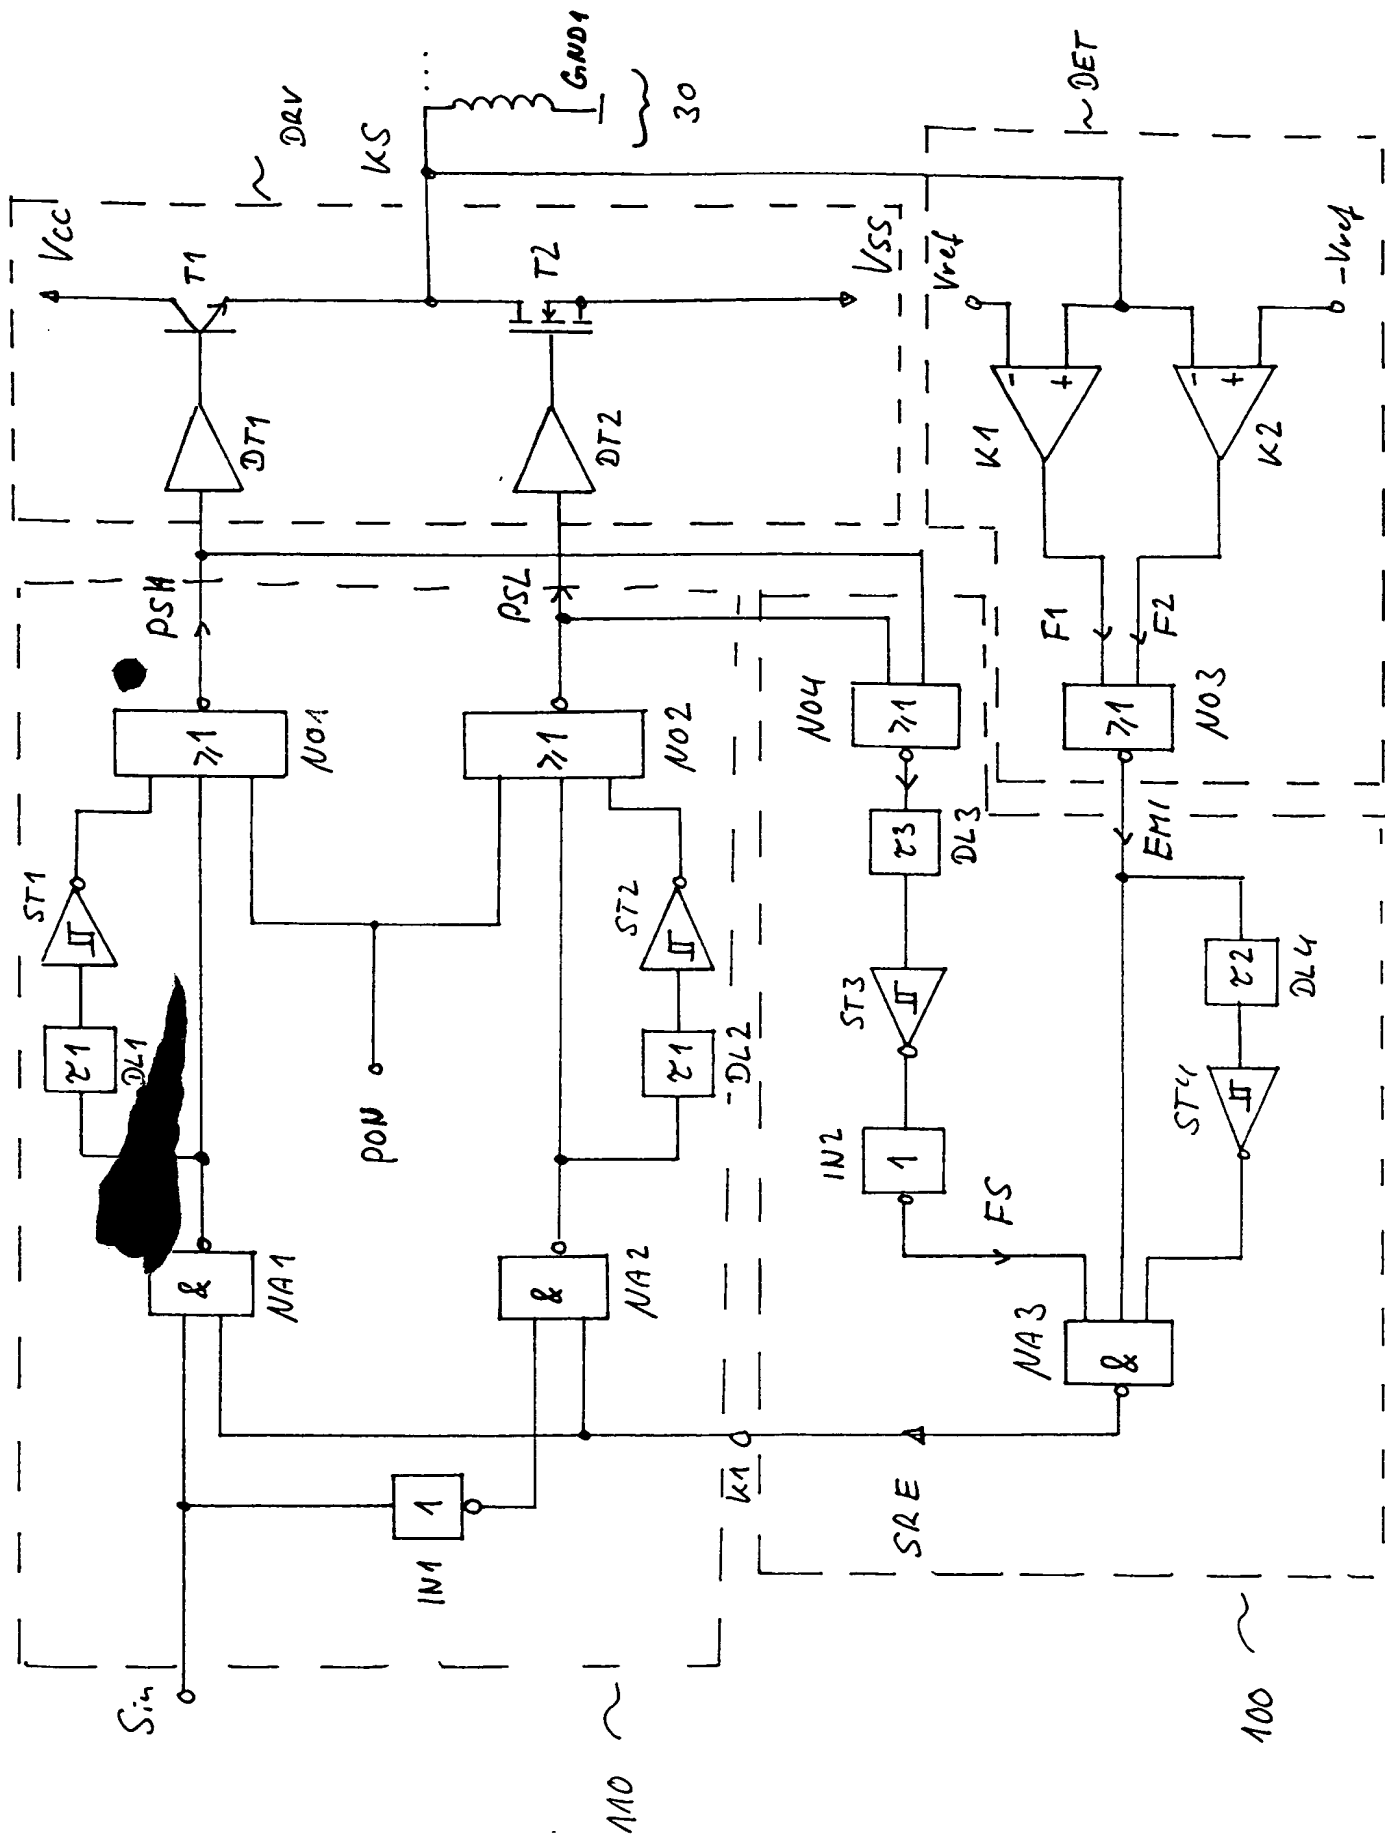 Vcc
T1
DT1
PSH
≥1
NO1
ST1
τ1
DL1
&
NA1
Sin
~ DRV
KS
....
GND1
30
T2
DT2
VSS
PSL
≥1
NO2
ST2
τ1
DL2
PON
&
NA2
1
IN1
110
~DET
Vref
-Vref
-
+
K1
-
+
K2
F1
F2
≥1
NO3
EMI
NO4
≥1
τ3
DL3
ST3
IN2
1
FS
τ2
DL4
ST4
NA3
&
K1
SRE
100